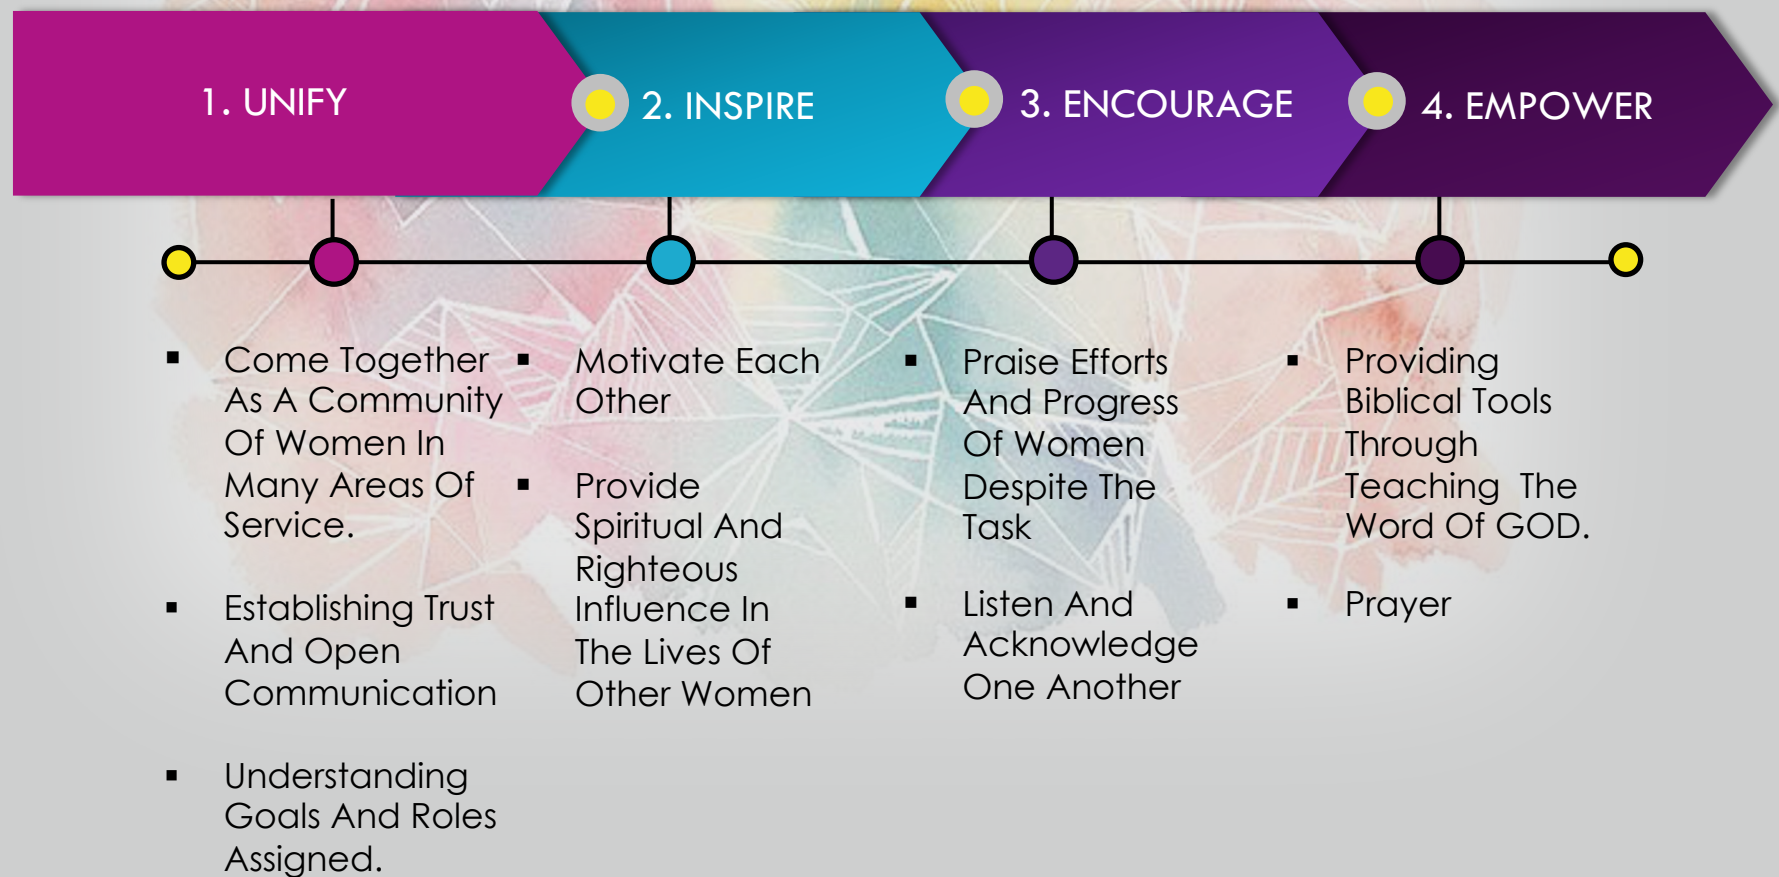 1. UNIFY
2. INSPIRE
3. ENCOURAGE
4. EMPOWER
▪ Come Together
As A Community
Of Women In
Many Areas Of
Service.
▪ Establishing Trust
And Open
Communication
▪ Understanding
Goals And Roles
Assigned.
▪ Motivate Each
Other
▪ Provide
Spiritual And
Righteous
Influence In
The Lives Of
Other Women
▪ Praise Efforts
And Progress
Of Women
Despite The
Task
▪ Listen And
Acknowledge
One Another
▪ Providing
Biblical Tools
Through
Teaching  The
Word Of GOD.
▪ Prayer